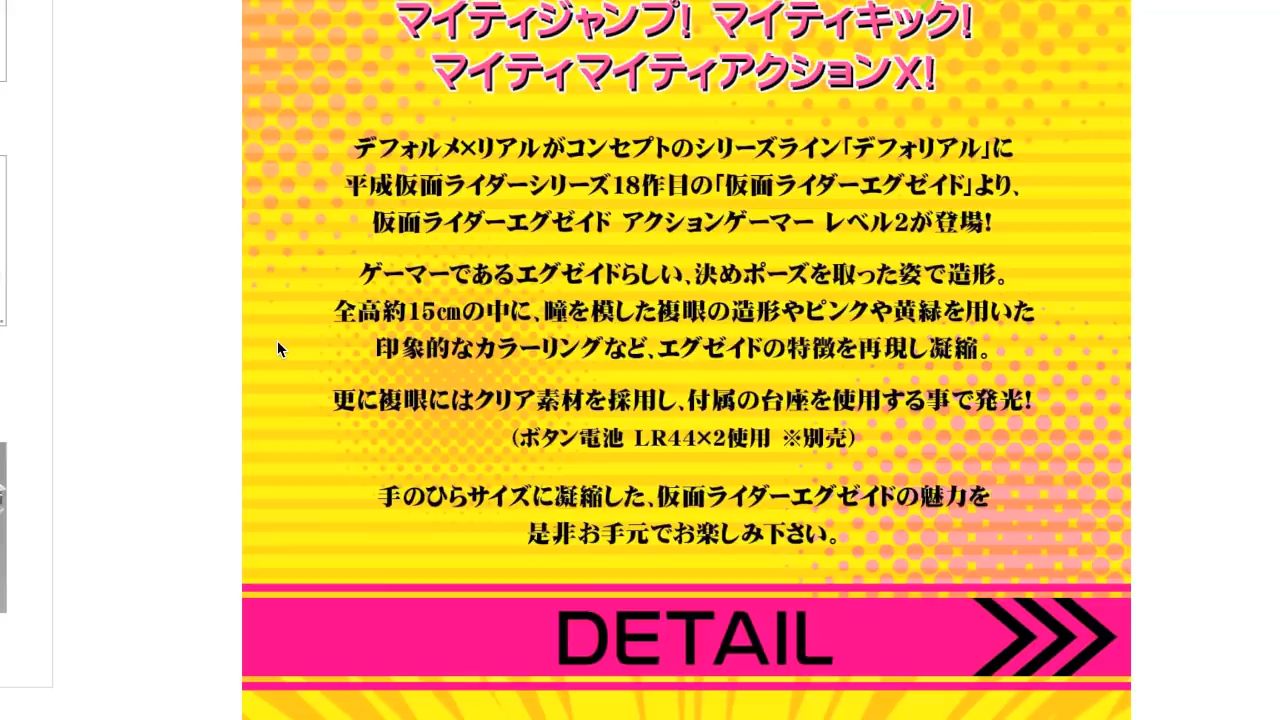 マイティジャンプ! マイティキック!
マイティマイティアクションX!
デフォルメ×リアルがコンセプトのシリーズライン「デフォリアル」に
平成仮面ライダーシリーズ18作目の「仮面ライダーエグゼイド」より、
仮面ライダーエグゼイド アクションゲーマー レベル2が登場!
ゲーマーであるエグゼイドらしい、決めポーズを取った姿で造形。
全高約15㎝の中に、瞳を模した複眼の造形やピンクや黄緑を用いた
印象的なカラーリングなど、エグゼイドの特徴を再現し凝縮。
更に複眼にはクリア素材を採用し、付属の台座を使用する事で発光!
(ボタン電池 LR44×2使用 ※別売)
手のひらサイズに凝縮した、仮面ライダーエグゼイドの魅力を
是非お手元でお楽しみ下さい。
DETAIL